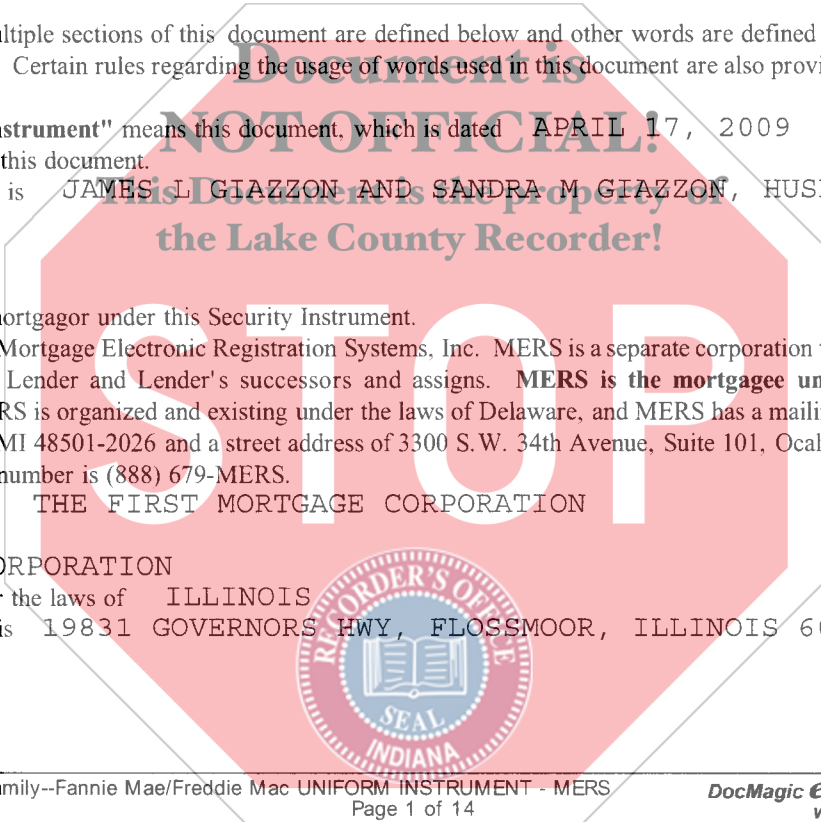 ultiple sections of this document are defined below and other words are defined
Document is
Certain rules regarding the usage of words used in this document are also provi
NOT OFFICIAL!
nstrument" means this document, which is dated APRIL 17, 2009
this document.
is JAMES L GIAZZON AND SANDRA M GIAZZON, HUS
This Document is the property of
the Lake County Recorder!
ortgagor under this Security Instrument.
Mortgage Electronic Registration Systems, Inc. MERS is a separate corporation
Lender and Lender's successors and assigns. MERS is the mortgagee un
RS is organized and existing under the laws of Delaware, and MERS has a maili
MI 48501-2026 and a street address of 3300 S.W. 34th Avenue, Suite 101, Ocal
number is (888) 679-MERS.
STOP
THE FIRST MORTGAGE CORPORATION
ORPORATION
r the laws of ILLINOIS
is 19831 GOVERNORS HWY, FLOSSMOOR, ILLINOIS 60
RECORDER'S OFFICE
SEAL
INDIANA
mily--Fannie Mae/Freddie Mac UNIFORM INSTRUMENT - MERS
Page 1 of 14
DocMagic
w